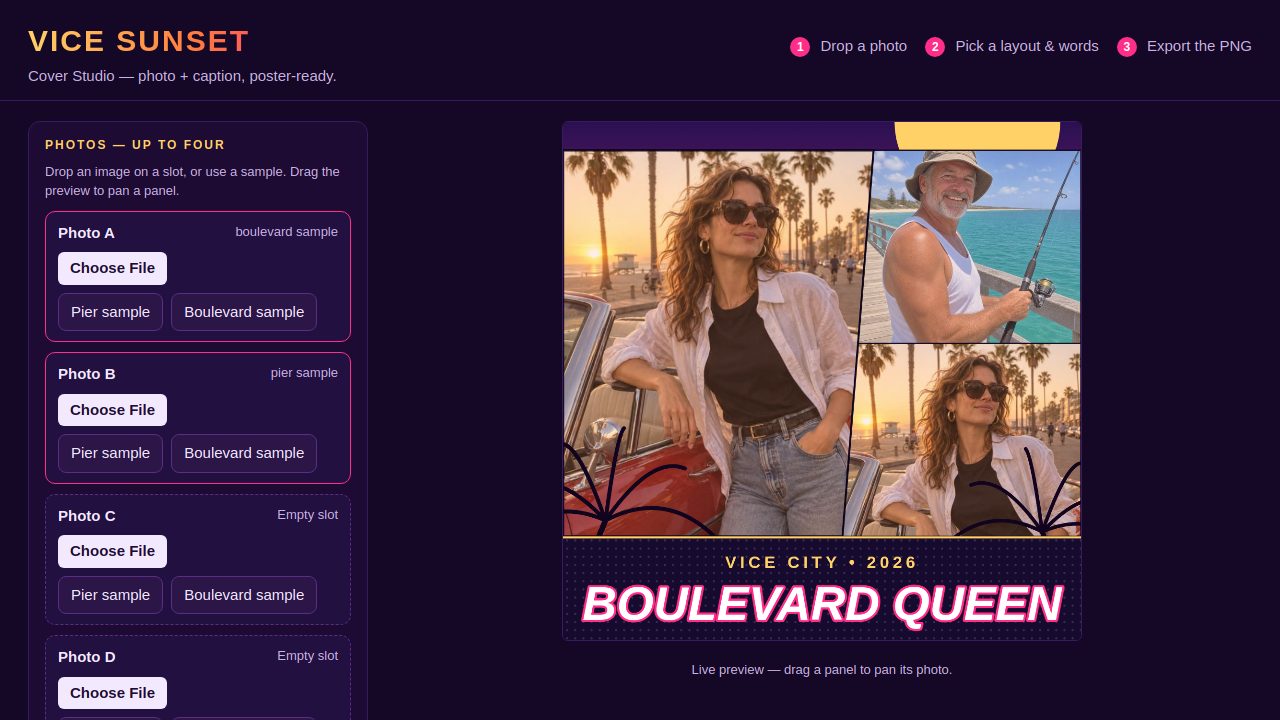 VICE SUNSET
Cover Studio — photo + caption, poster-ready.
1 Drop a photo 2 Pick a layout & words 3 Export the PNG
PHOTOS — UP TO FOUR
Drop an image on a slot, or use a sample. Drag the
preview to pan a panel.
Photo A boulevard sample
Choose File
Pier sample Boulevard sample
Photo B pier sample
Choose File
Pier sample Boulevard sample
Photo C Empty slot
Choose File
Pier sample Boulevard sample
Photo D Empty slot
Choose File
VICE CITY • 2026
BOULEVARD QUEEN
Live preview — drag a panel to pan its photo.